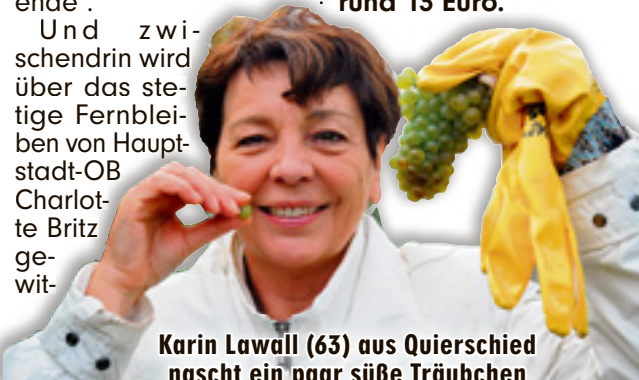 ende“.
rund 13 Euro.
Und zwi-
schendrin wird
über das ste-
tige Fernblei-
ben von Haupt-
stadt-OB
Charlot-
te Britz
ge-
wit-
Karin Lawall (63) aus Quierschied
nascht ein paar süße Träubchen